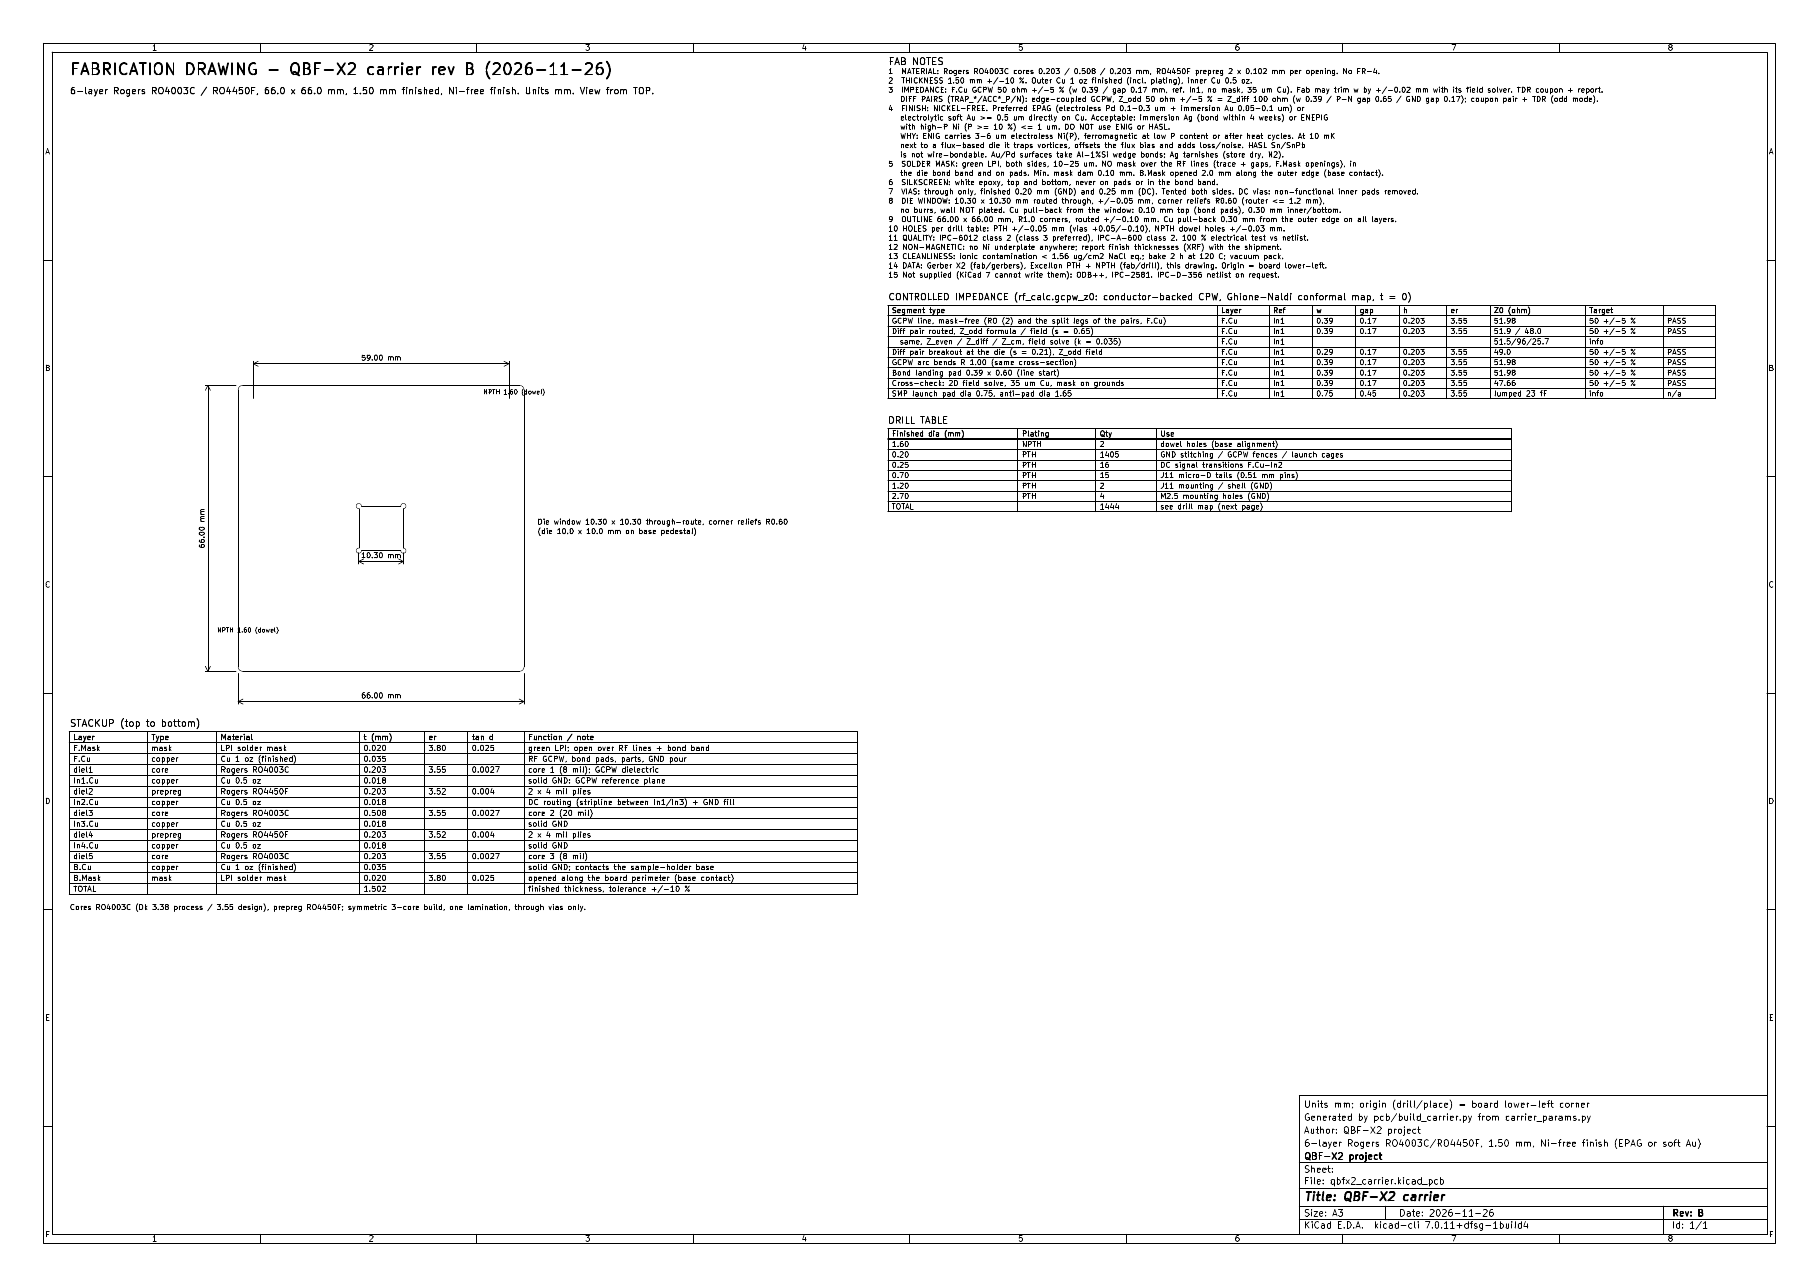 FABRICATION DRAWING - QBF-X2 carrier rev B (2026-11-26)
6-layer Rogers RO4003C / RO4450F, 66.0 x 66.0 mm, 1.50 mm finished, Ni-free finish. Units mm. View from TOP.
59.00 mm
NPTH 1.60 (dowel)
66.00 mm
10.30 mm
Die window 10.30 x 10.30 through-route, corner reliefs R0.60
(die 10.0 x 10.0 mm on base pedestal)
NPTH 1.60 (dowel)
66.00 mm
STACKUP (top to bottom)
Layer Type Material t (mm) er tan d Function / note
F.Mask mask LPI solder mask 0.020 3.80 0.025 green LPI; open over RF lines + bond band
F.Cu copper Cu 1 oz (finished) 0.035 RF GCPW, bond pads, parts, GND pour
diel1 core Rogers RO4003C 0.203 3.55 0.0027 core 1 (8 mil); GCPW dielectric
In1.Cu copper Cu 0.5 oz 0.018 solid GND; GCPW reference plane
diel2 prepreg Rogers RO4450F 0.203 3.52 0.004 2 x 4 mil plies
In2.Cu copper Cu 0.5 oz 0.018 DC routing (stripline between In1/In3) + GND fill
diel3 core Rogers RO4003C 0.508 3.55 0.0027 core 2 (20 mil)
In3.Cu copper Cu 0.5 oz 0.018 solid GND
diel4 prepreg Rogers RO4450F 0.203 3.52 0.004 2 x 4 mil plies
In4.Cu copper Cu 0.5 oz 0.018 solid GND
diel5 core Rogers RO4003C 0.203 3.55 0.0027 core 3 (8 mil)
B.Cu copper Cu 1 oz (finished) 0.035 solid GND; contacts the sample-holder base
B.Mask mask LPI solder mask 0.020 3.80 0.025 opened along the board perimeter (base contact)
TOTAL 1.502 finished thickness, tolerance +/-10 %
Cores RO4003C (Dk 3.38 process / 3.55 design), prepreg RO4450F; symmetric 3-core build, one lamination, through vias only.
FAB NOTES
1 MATERIAL: Rogers RO4003C cores 0.203 / 0.508 / 0.203 mm, RO4450F prepreg 2 x 0.102 mm per opening. No FR-4.
2 THICKNESS 1.50 mm +/-10 %. Outer Cu 1 oz finished (incl. plating), inner Cu 0.5 oz.
3 IMPEDANCE: F.Cu GCPW 50 ohm +/-5 % (w 0.39 / gap 0.17 mm, ref. In1, no mask, 35 um Cu). Fab may trim w by +/-0.02 mm with its field solver. TDR coupon + report.
DIFF PAIRS (TRAP_*/ACC*_P/N): edge-coupled GCPW, Z_odd 50 ohm +/-5 % = Z_diff 100 ohm (w 0.39 / P-N gap 0.65 / GND gap 0.17); coupon pair + TDR (odd mode).
4 FINISH: NICKEL-FREE. Preferred EPAG (electroless Pd 0.1-0.3 um + immersion Au 0.05-0.1 um) or
electrolytic soft Au >= 0.5 um directly on Cu. Acceptable: immersion Ag (bond within 4 weeks) or ENEPIG
with high-P Ni (P >= 10 %) <= 1 um. DO NOT use ENIG or HASL.
WHY: ENIG carries 3-6 um electroless Ni(P), ferromagnetic at low P content or after heat cycles. At 10 mK
next to a flux-based die it traps vortices, offsets the flux bias and adds loss/noise. HASL Sn/SnPb
is not wire-bondable. Au/Pd surfaces take Al-1%Si wedge bonds; Ag tarnishes (store dry, N2).
5 SOLDER MASK: green LPI, both sides, 10-25 um. NO mask over the RF lines (trace + gaps, F.Mask openings), in
the die bond band and on pads. Min. mask dam 0.10 mm. B.Mask opened 2.0 mm along the outer edge (base contact).
6 SILKSCREEN: white epoxy, top and bottom, never on pads or in the bond band.
7 VIAS: through only, finished 0.20 mm (GND) and 0.25 mm (DC). Tented both sides. DC vias: non-functional inner pads removed.
8 DIE WINDOW: 10.30 x 10.30 mm routed through, +/-0.05 mm, corner reliefs R0.60 (router <= 1.2 mm),
no burrs, wall NOT plated. Cu pull-back from the window: 0.10 mm top (bond pads), 0.30 mm inner/bottom.
9 OUTLINE 66.00 x 66.00 mm, R1.0 corners, routed +/-0.10 mm. Cu pull-back 0.30 mm from the outer edge on all layers.
10 HOLES per drill table: PTH +/-0.05 mm (vias +0.05/-0.10), NPTH dowel holes +/-0.03 mm.
11 QUALITY: IPC-6012 class 2 (class 3 preferred), IPC-A-600 class 2, 100 % electrical test vs netlist.
12 NON-MAGNETIC: no Ni underplate anywhere; report finish thicknesses (XRF) with the shipment.
13 CLEANLINESS: ionic contamination < 1.56 ug/cm2 NaCl eq.; bake 2 h at 120 C; vacuum pack.
14 DATA: Gerber X2 (fab/gerbers), Excellon PTH + NPTH (fab/drill), this drawing. Origin = board lower-left.
15 Not supplied (KiCad 7 cannot write them): ODB++, IPC-2581, IPC-D-356 netlist on request.
CONTROLLED IMPEDANCE (rf_calc.gcpw_z0: conductor-backed CPW, Ghione-Naldi conformal map, t = 0)
Segment type Layer Ref w gap h er Z0 (ohm) Target
GCPW line, mask-free (RO (2) and the split legs of the pairs, F.Cu) F.Cu In1 0.39 0.17 0.203 3.55 51.98 50 +/-5 % PASS
Diff pair routed, Z_odd formula / field (s = 0.65) F.Cu In1 0.39 0.17 0.203 3.55 51.9 / 48.0 50 +/-5 % PASS
same, Z_even / Z_diff / Z_cm, field solve (k = 0.035) F.Cu In1 51.5/96/25.7 info
Diff pair breakout at the die (s = 0.21), Z_odd field F.Cu In1 0.29 0.17 0.203 3.55 49.0 50 +/-5 % PASS
GCPW arc bends R 1.00 (same cross-section) F.Cu In1 0.39 0.17 0.203 3.55 51.98 50 +/-5 % PASS
Bond landing pad 0.39 x 0.60 (line start) F.Cu In1 0.39 0.17 0.203 3.55 51.98 50 +/-5 % PASS
Cross-check: 2D field solve, 35 um Cu, mask on grounds F.Cu In1 0.39 0.17 0.203 3.55 47.66 50 +/-5 % PASS
SMP launch pad dia 0.75, anti-pad dia 1.65 F.Cu In1 0.75 0.45 0.203 3.55 lumped 23 fF info n/a
DRILL TABLE
Finished dia (mm) Plating Qty Use
1.60 NPTH 2 dowel holes (base alignment)
0.20 PTH 1405 GND stitching / GCPW fences / launch cages
0.25 PTH 16 DC signal transitions F.Cu-In2
0.70 PTH 15 J11 micro-D tails (0.51 mm pins)
1.20 PTH 2 J11 mounting / shell (GND)
2.70 PTH 4 M2.5 mounting holes (GND)
TOTAL 1444 see drill map (next page)
Units mm; origin (drill/place) = board lower-left corner
Generated by pcb/build_carrier.py from carrier_params.py
Author: QBF-X2 project
6-layer Rogers RO4003C/RO4450F, 1.50 mm, Ni-free finish (EPAG or soft Au)
QBF-X2 project
Sheet:
File: qbfx2_carrier.kicad_pcb
Title: QBF-X2 carrier
Size: A3 Date: 2026-11-26 Rev: B
KiCad E.D.A. kicad-cli 7.0.11+dfsg-1build4 Id: 1/1
1 2 3 4 5 6 7 8
A B C D E F
A B C D E F
1 2 3 4 5 6 7 8